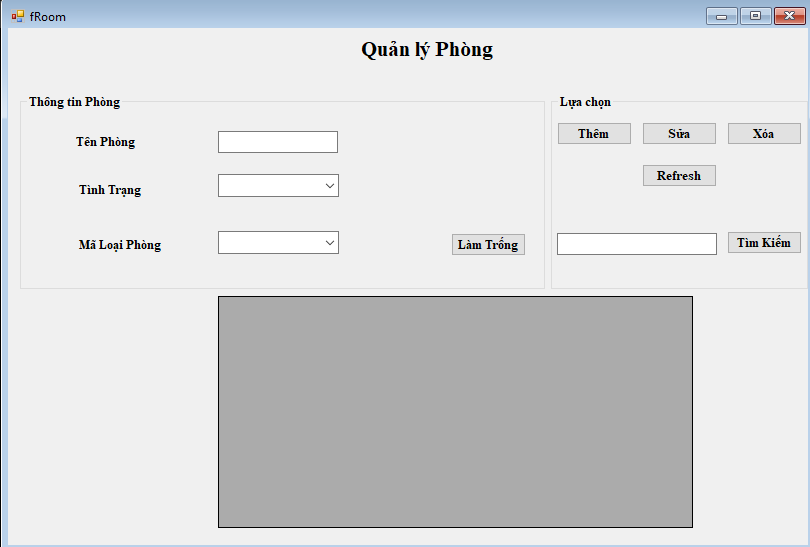 fRoom
Quản lý Phòng
Thông tin Phòng
Tên Phòng
Tình Trạng
Mã Loại Phòng
Làm Trống
Lựa chọn
Thêm Sửa Xóa
Refresh
Tìm Kiếm